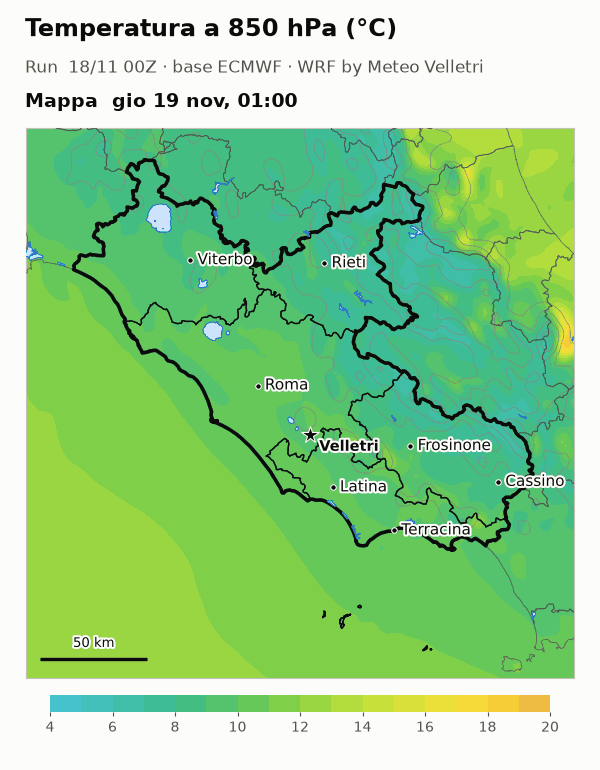 Temperatura a 850 hPa (°C)
Run 18/11 00Z · base ECMWF · WRF by Meteo Velletri
Mappa gio 19 nov, 01:00
Viterbo
Rieti
Roma
Velletri
Frosinone
Cassino
Latina
Terracina
50 km
4 6 8 10 12 14 16 18 20